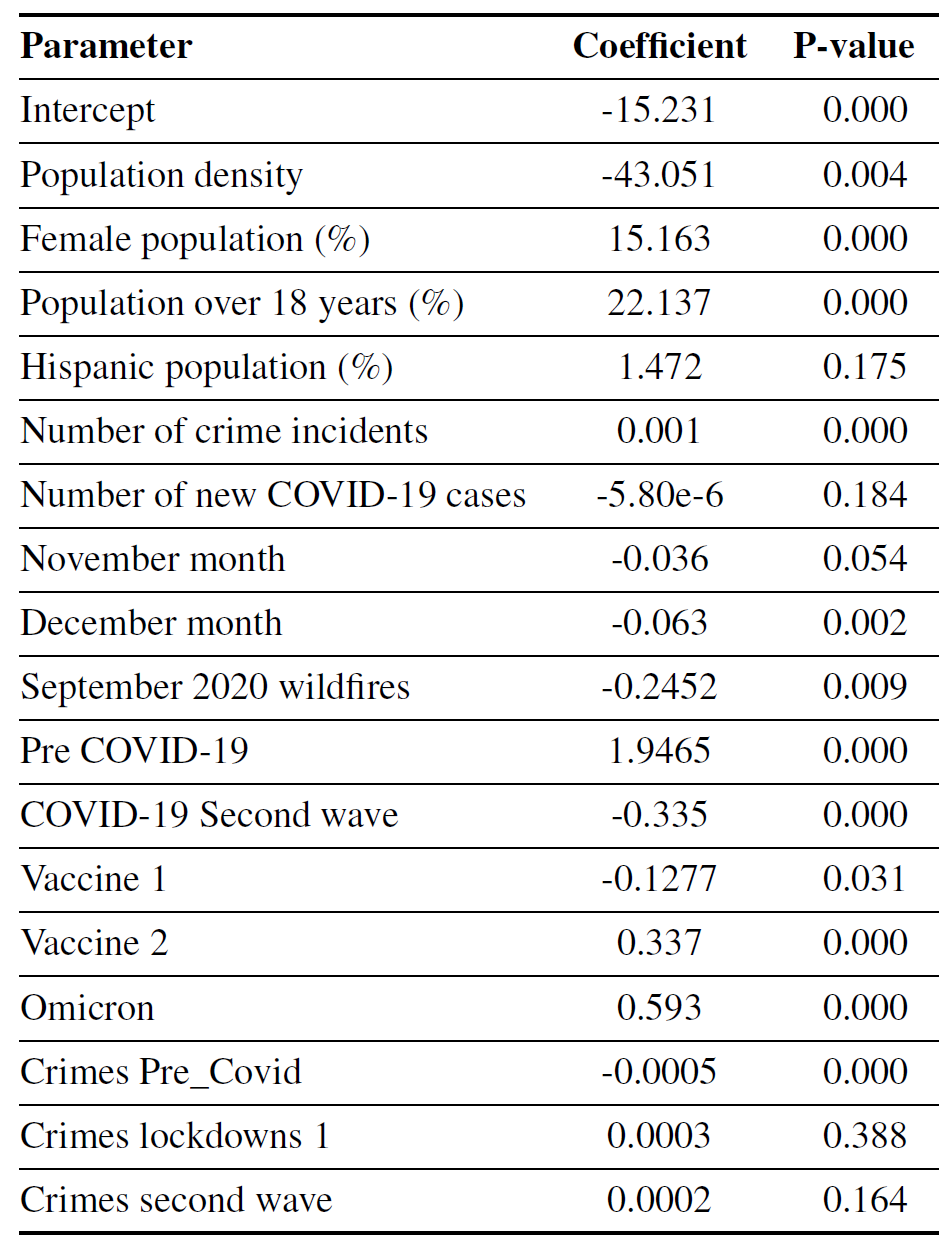 Parameter Coefficient P-value
Intercept -15.231 0.000
Population density -43.051 0.004
Female population (%) 15.163 0.000
Population over 18 years (%) 22.137 0.000
Hispanic population (%) 1.472 0.175
Number of crime incidents 0.001 0.000
Number of new COVID-19 cases -5.80e-6 0.184
November month -0.036 0.054
December month -0.063 0.002
September 2020 wildfires -0.2452 0.009
Pre COVID-19 1.9465 0.000
COVID-19 Second wave -0.335 0.000
Vaccine 1 -0.1277 0.031
Vaccine 2 0.337 0.000
Omicron 0.593 0.000
Crimes Pre_Covid -0.0005 0.000
Crimes lockdowns 1 0.0003 0.388
Crimes second wave 0.0002 0.164